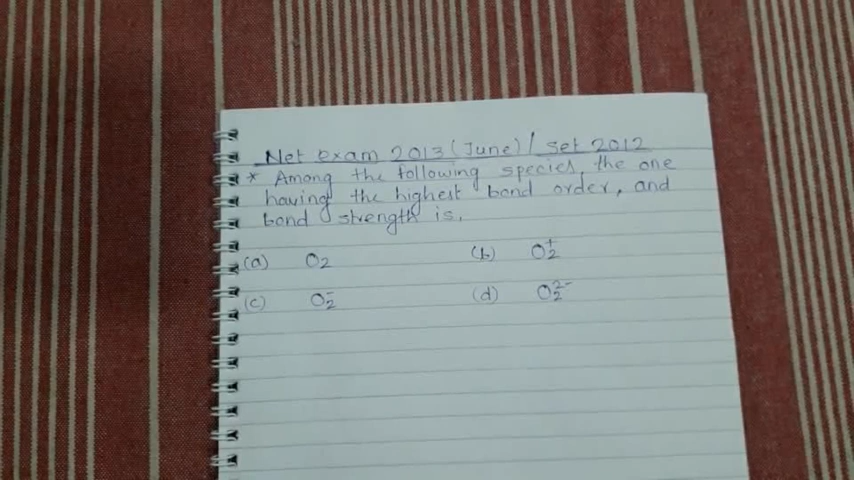 Net exam 2013 (June) / set 2012
* Among the following species, the one
having the highest bond order, and
bond strength is,
(a) O₂ (b) O₂⁺
(c) O₂⁻ (d) O₂²⁻